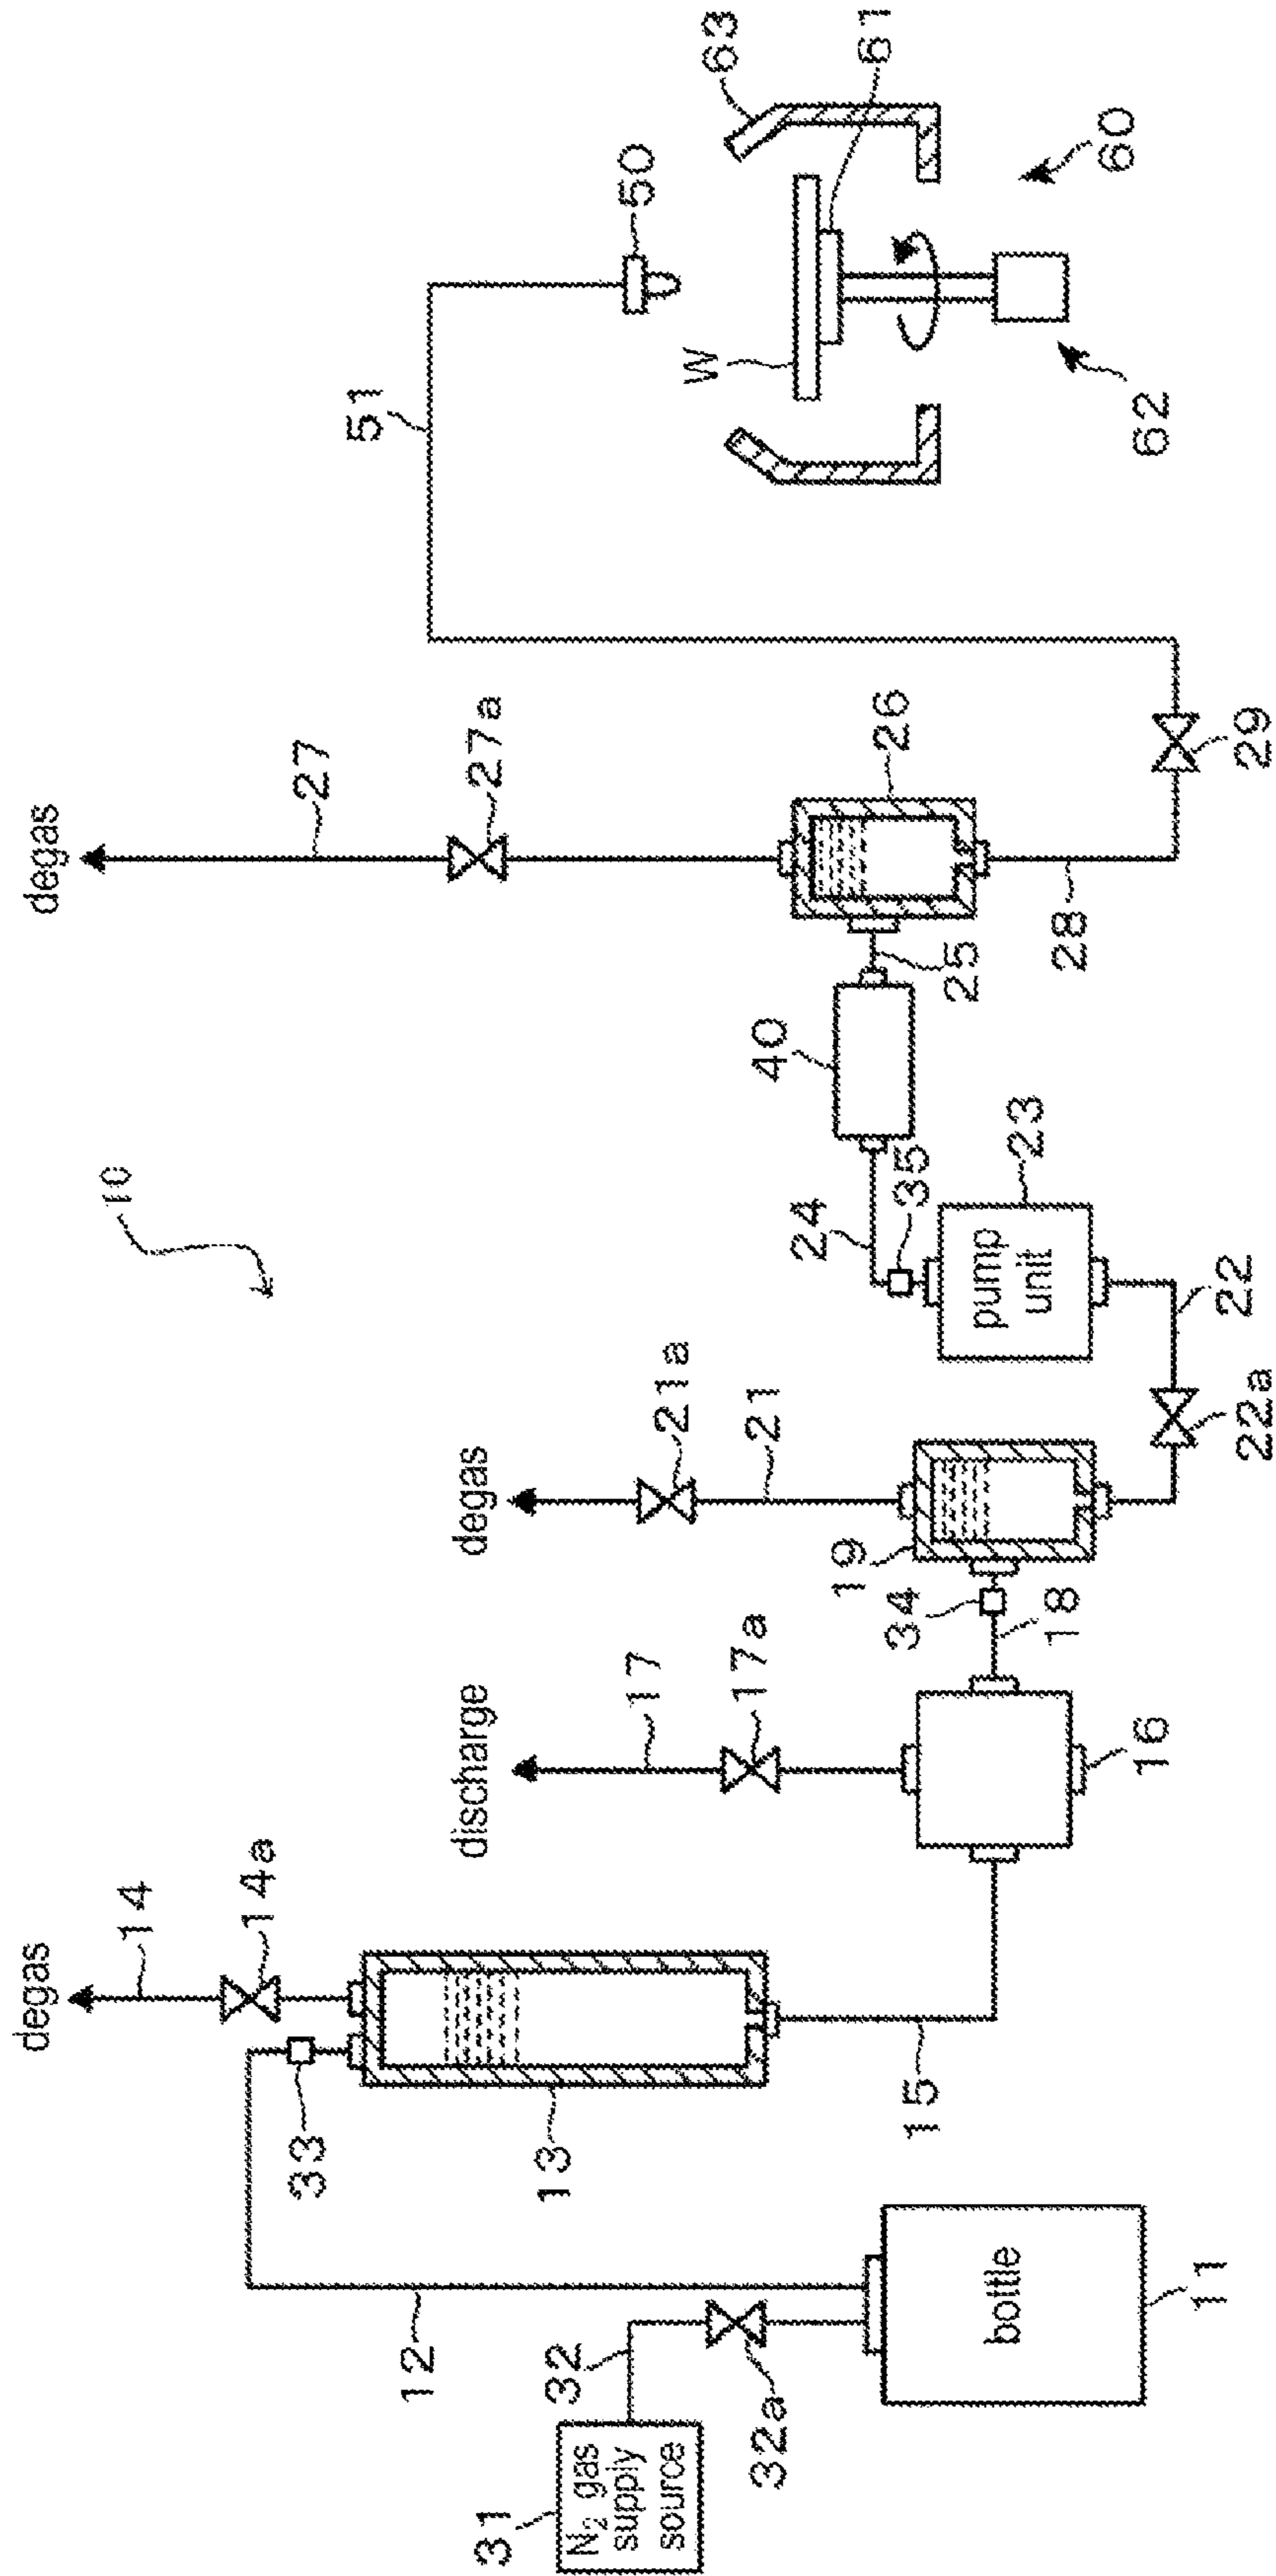 10
degas
14
14a
33
13
12
32
32a
31
N₂ gas
supply
source
bottle
11
15
discharge
17
17a
16
18
34
19
degas
21a
21
22a
22
pump
unit
23
24
35
40
25
degas
27
27a
26
28
29
51
50
W
63
61
60
62